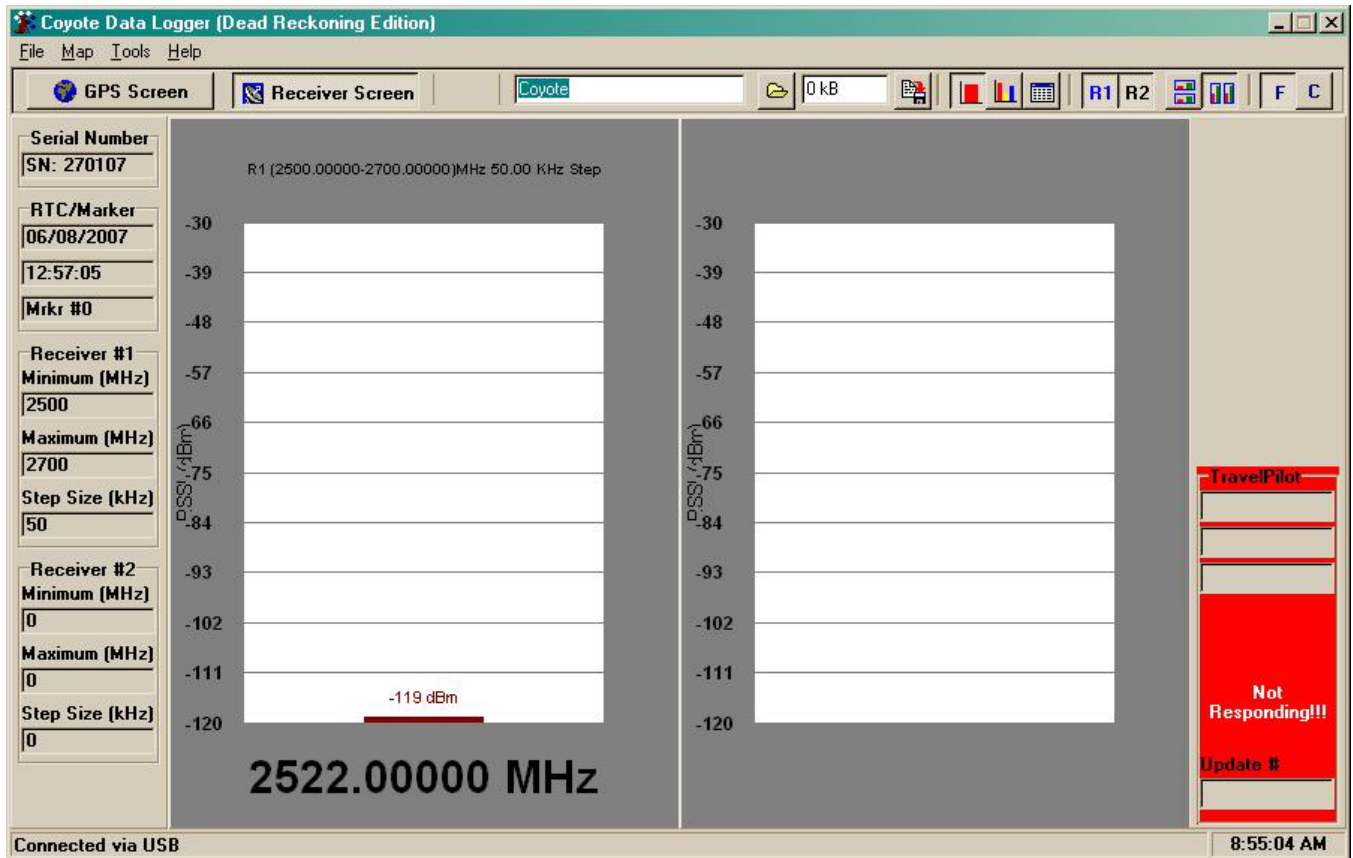 Coyote Data Logger (Dead Reckoning Edition)
File Map Tools Help
GPS Screen Receiver Screen Coyote 0 kB R1 R2 F C
Serial Number
SN: 270107
RTC/Marker
06/08/2007
12:57:05
Mrkr #0
Receiver #1
Minimum (MHz)
2500
Maximum (MHz)
2700
Step Size (kHz)
50
Receiver #2
Minimum (MHz)
0
Maximum (MHz)
0
Step Size (kHz)
0
R1 (2500.00000-2700.00000)MHz 50.00 KHz Step
RSSI (dBm)
-30
-39
-48
-57
-66
-75
-84
-93
-102
-111
-120
-119 dBm
2522.00000 MHz
RSSI (dBm)
-30
-39
-48
-57
-66
-75
-84
-93
-102
-111
-120
TravelPilot
Not
Responding!!!
Update #
Connected via USB
8:55:04 AM